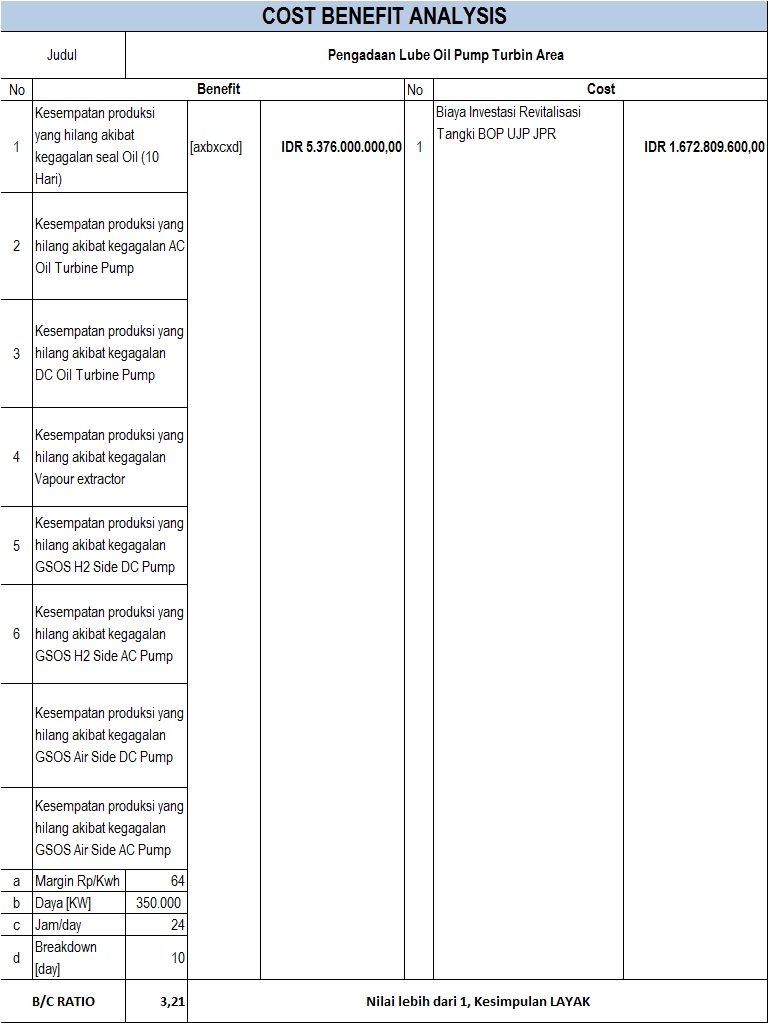 COST BENEFIT ANALYSIS
Judul
Pengadaan Lube Oil Pump Turbin Area
No
Benefit
No
Cost
1
Kesempatan produksi
yang hilang akibat
kegagalan seal Oil (10
Hari)
[axbxcxd]
IDR 5.376.000.000,00
1
Biaya Investasi Revitalisasi
Tangki BOP UJP JPR
IDR 1.672.809.600,00
2
Kesempatan produksi yang
hilang akibat kegagalan AC
Oil Turbine Pump
3
Kesempatan produksi yang
hilang akibat kegagalan
DC Oil Turbine Pump
4
Kesempatan produksi yang
hilang akibat kegagalan
Vapour extractor
5
Kesempatan produksi yang
hilang akibat kegagalan
GSOS H2 Side DC Pump
6
Kesempatan produksi yang
hilang akibat kegagalan
GSOS H2 Side AC Pump
Kesempatan produksi yang
hilang akibat kegagalan
GSOS Air Side DC Pump
Kesempatan produksi yang
hilang akibat kegagalan
GSOS Air Side AC Pump
a Margin Rp/Kwh 64
b Daya [KW] 350.000
c Jam/day 24
d
Breakdown
[day]
10
B/C RATIO 3,21 Nilai lebih dari 1, Kesimpulan LAYAK